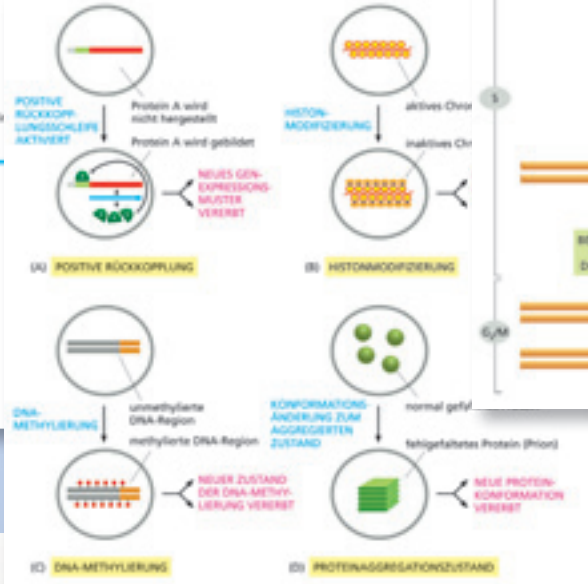 POSITIVE
RÜCKKOPP-
LUNGSSCHLEIFE
AKTIVIERT
Protein A wird
nicht hergestellt
Protein A wird gebildet
NEUES GEN-
EXPRESSIONS-
MUSTER
VERERBT
(A) POSITIVE RÜCKKOPPLUNG
HISTON-
MODIFIZIERUNG
aktives Chr
inaktives Ch
(B) HISTONMODIFIZIERUNG
S
G₂/M
DNA-
METHYLIERUNG
unmethylierte
DNA-Region
methylierte DNA-Region
NEUER ZUSTAND
DER DNA-METHY-
LIERUNG VERERBT
(C) DNA-METHYLIERUNG
KONFORMATIONS-
ÄNDERUNG ZUM
AGGREGIERTEN
ZUSTAND
normal gefal
fehlgefaltetes Protein (Prion)
NEUE PROTEIN-
KONFORMATION
VERERBT
(D) PROTEINAGGREGATIONSZUSTAND